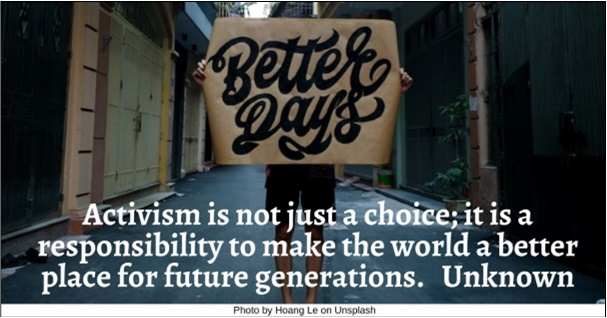 Better
Days
Activism is not just a choice; it is a
responsibility to make the world a better
place for future generations. Unknown
Photo by Hoang Le on Unsplash